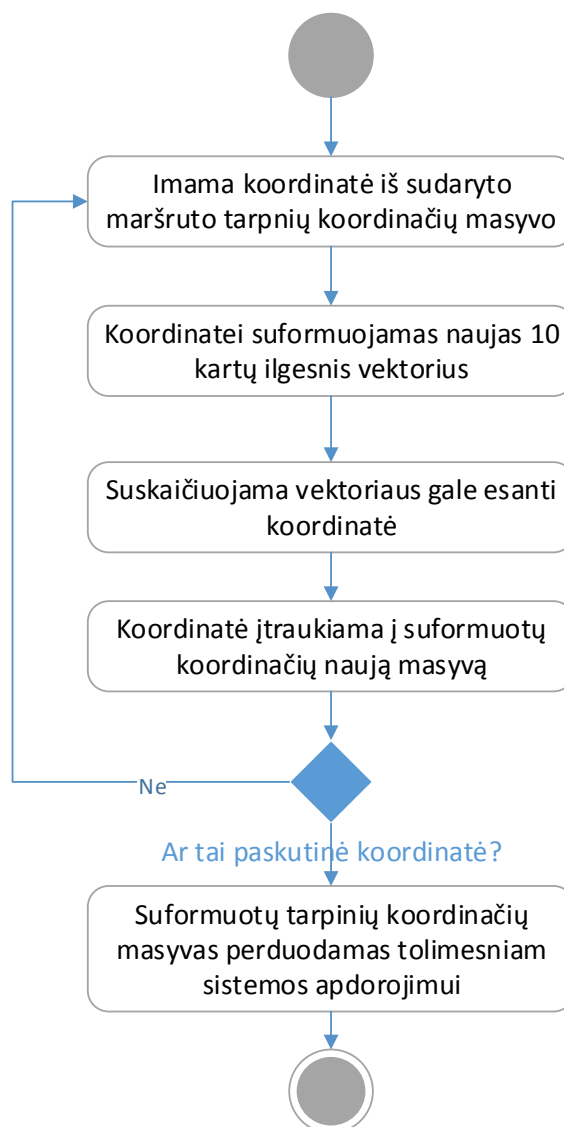 Imama koordinatė iš sudaryto
maršruto tarpnių koordinačių masyvo
Koordinatei suformuojamas naujas 10
kartų ilgesnis vektorius
Suskaičiuojama vektoriaus gale esanti
koordinatė
Koordinatė įtraukiama į suformuotų
koordinačių naują masyvą
Ne
Ar tai paskutinė koordinatė?
Suformuotų tarpinių koordinačių
masyvas perduodamas tolimesniam
sistemos apdorojimui